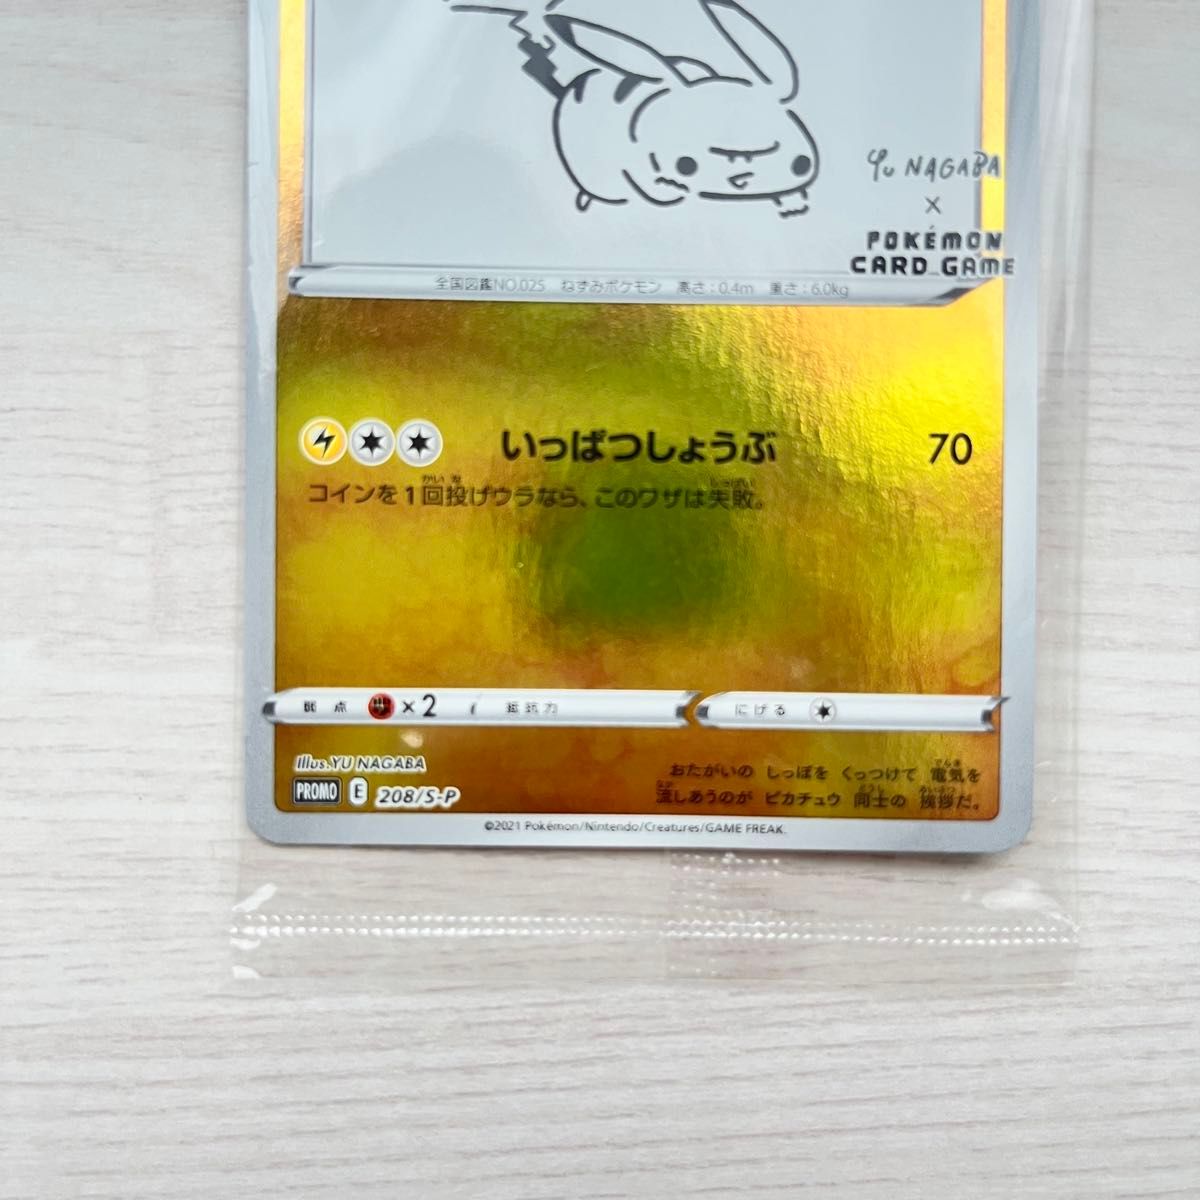 Yu NAGABA
×
POKÉMON
CARD GAME
全国図鑑NO.025 ねずみポケモン 高さ:0.4m 重さ:6.0kg
いっぱつしょうぶ 70
コインを1回投げウラなら、このワザは失敗。
弱点 ×2 抵抗力 にげる
Illus.YU NAGABA
PROMO E 208/S-P
おたがいの しっぽを くっつけて 電気を
流しあうのが ピカチュウ 同士の 挨拶だ。
©2021 Pokémon/Nintendo/Creatures/GAME FREAK.